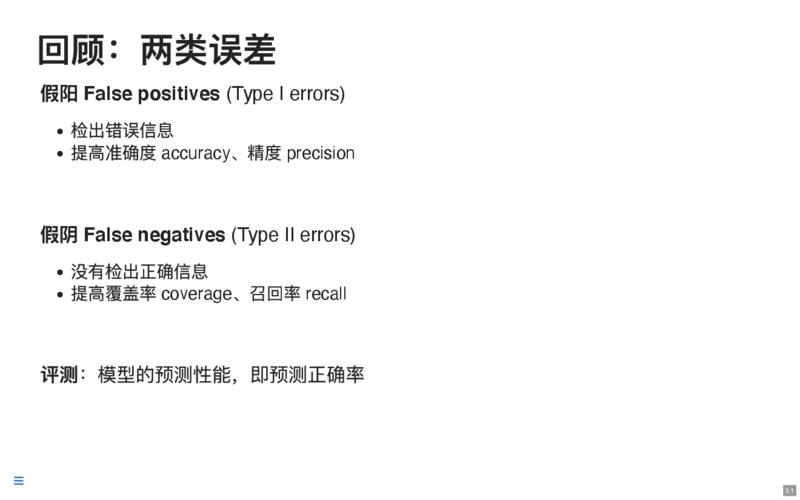 回顾：两类误差
假阳 False positives (Type I errors)
• 检出错误信息
• 提高准确度 accuracy、精度 precision
假阴 False negatives (Type II errors)
• 没有检出正确信息
• 提高覆盖率 coverage、召回率 recall
评测：模型的预测性能，即预测正确率
3.1